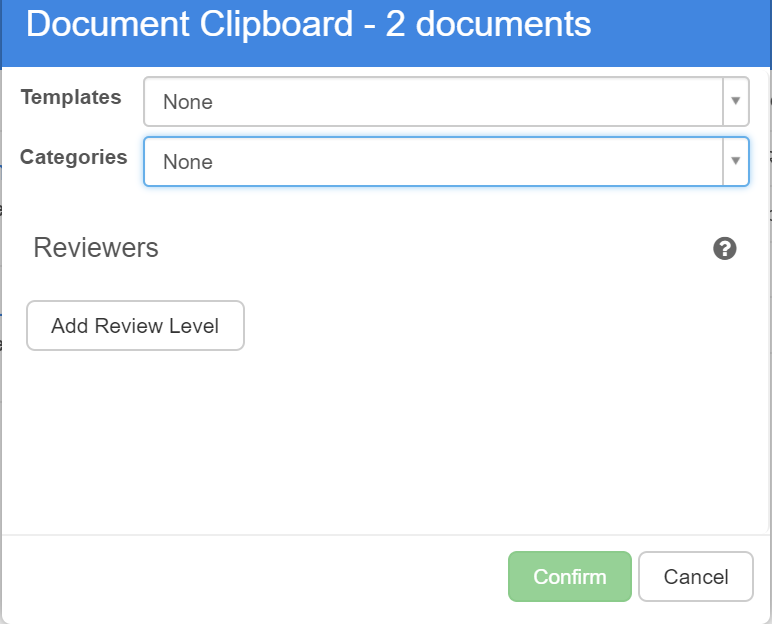 Document Clipboard - 2 documents
Templates None
Categories None
Reviewers
Add Review Level
Confirm Cancel